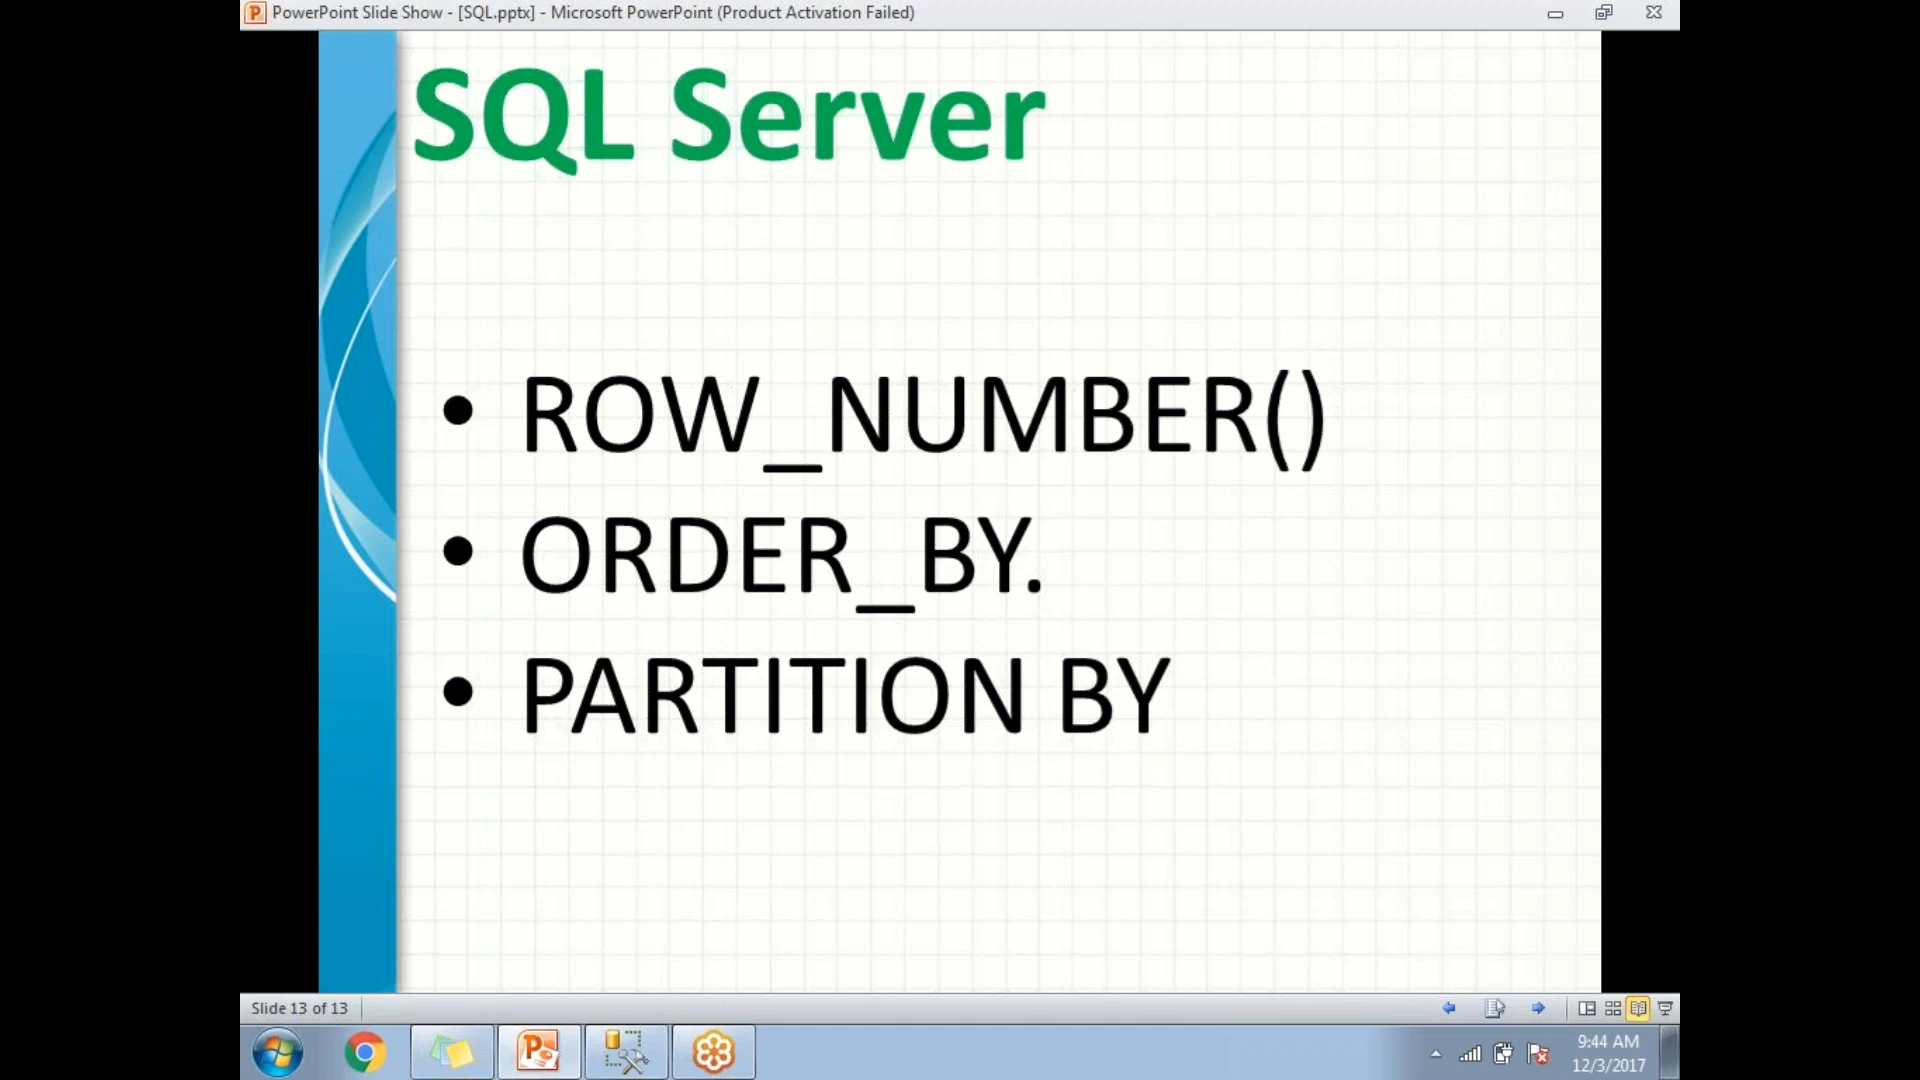 PowerPoint Slide Show - [SQL.pptx] - Microsoft PowerPoint (Product Activation Failed)
SQL Server
• ROW_NUMBER()
• ORDER_BY.
• PARTITION BY
Slide 13 of 13
9:44 AM
12/3/2017